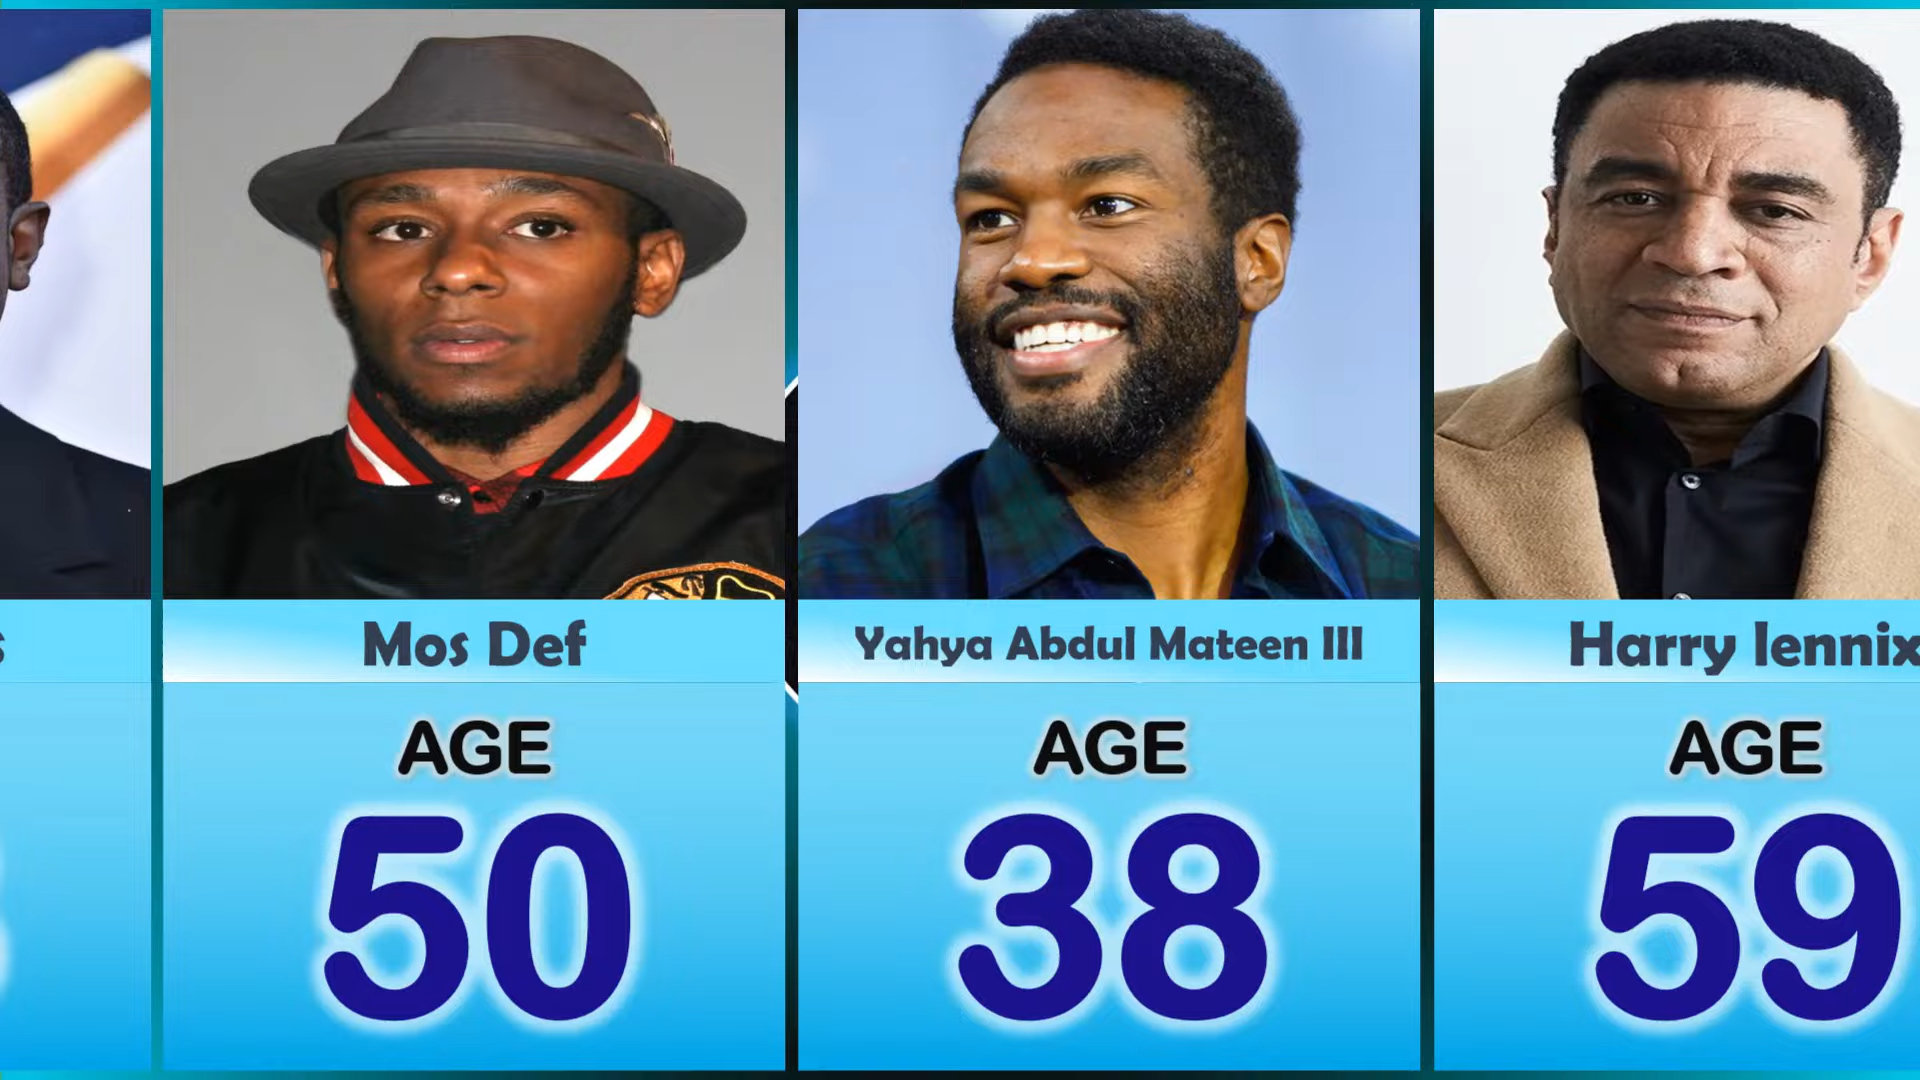 s
Mos Def
AGE
50
Yahya Abdul Mateen III
AGE
38
Harry lennix
AGE
59